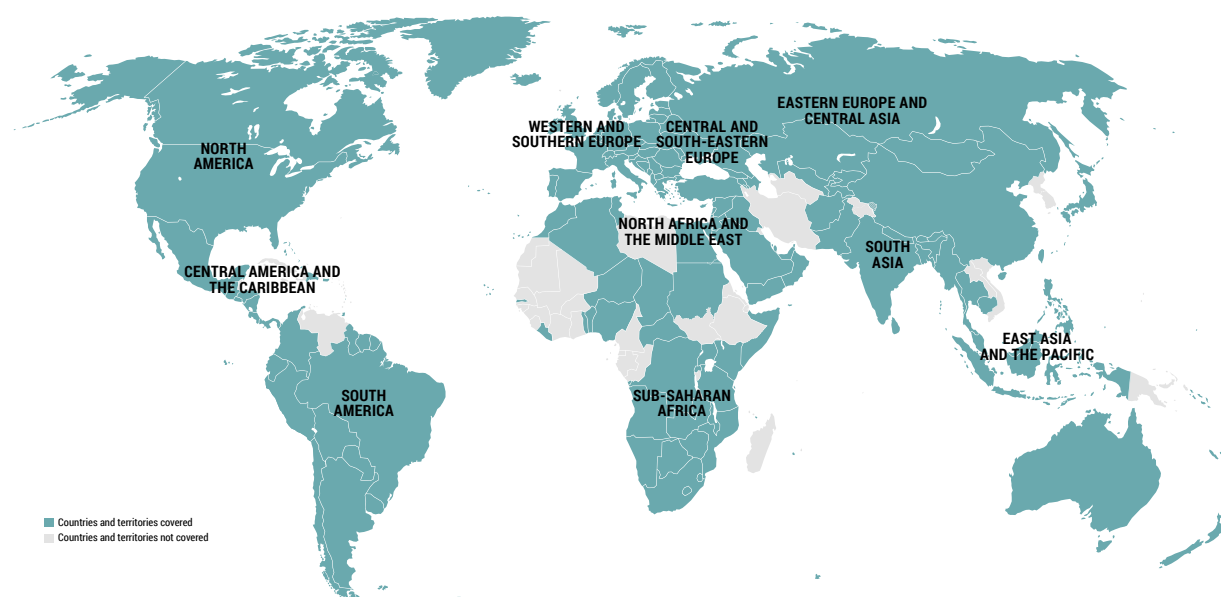 EASTERN EUROPE AND
CENTRAL ASIA
WESTERN AND
SOUTHERN EUROPE
CENTRAL AND
SOUTH-EASTERN
EUROPE
NORTH
AMERICA
NORTH AFRICA AND
THE MIDDLE EAST
SOUTH
ASIA
CENTRAL AMERICA AND
THE CARIBBEAN
EAST ASIA
AND THE PACIFIC
SOUTH
AMERICA
SUB-SAHARAN
AFRICA
Countries and territories covered
Countries and territories not covered